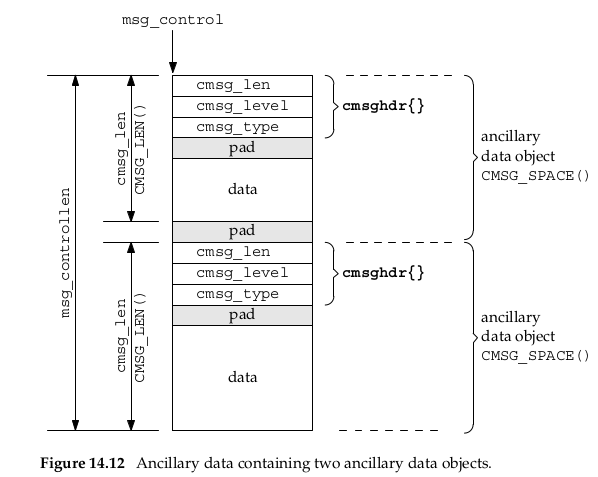 msg_control
cmsg_len
cmsg_level
cmsghdr{}
cmsg_type
pad
data
pad
cmsg_len
CMSG_LEN()
ancillary
data object
CMSG_SPACE()
msg_controllen
cmsg_len
cmsg_level
cmsghdr{}
cmsg_type
pad
data
cmsg_len
CMSG_LEN()
ancillary
data object
CMSG_SPACE()
Figure 14.12 Ancillary data containing two ancillary data objects.